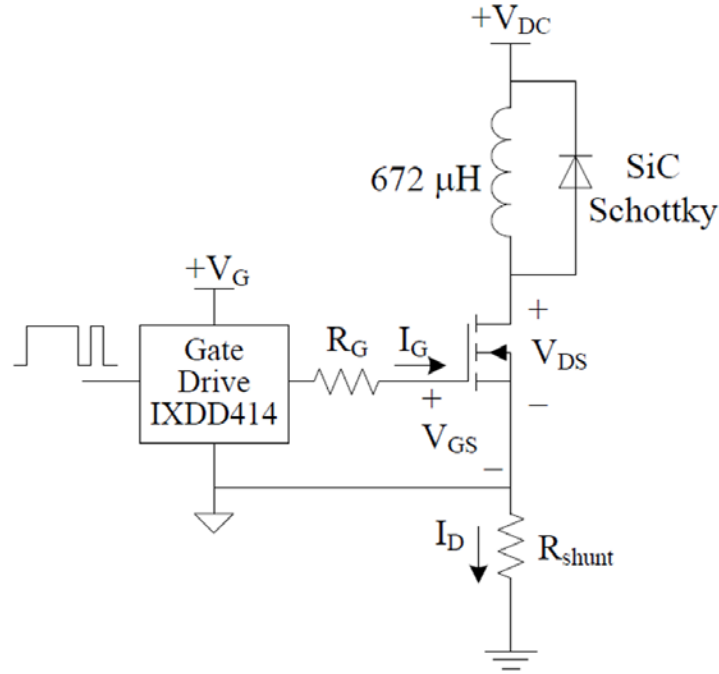 +V_DC
672 μH
SiC
Schottky
+V_G
Gate
Drive
IXDD414
R_G
I_G
+
V_DS
−
+
V_GS
−
I_D
R_shunt